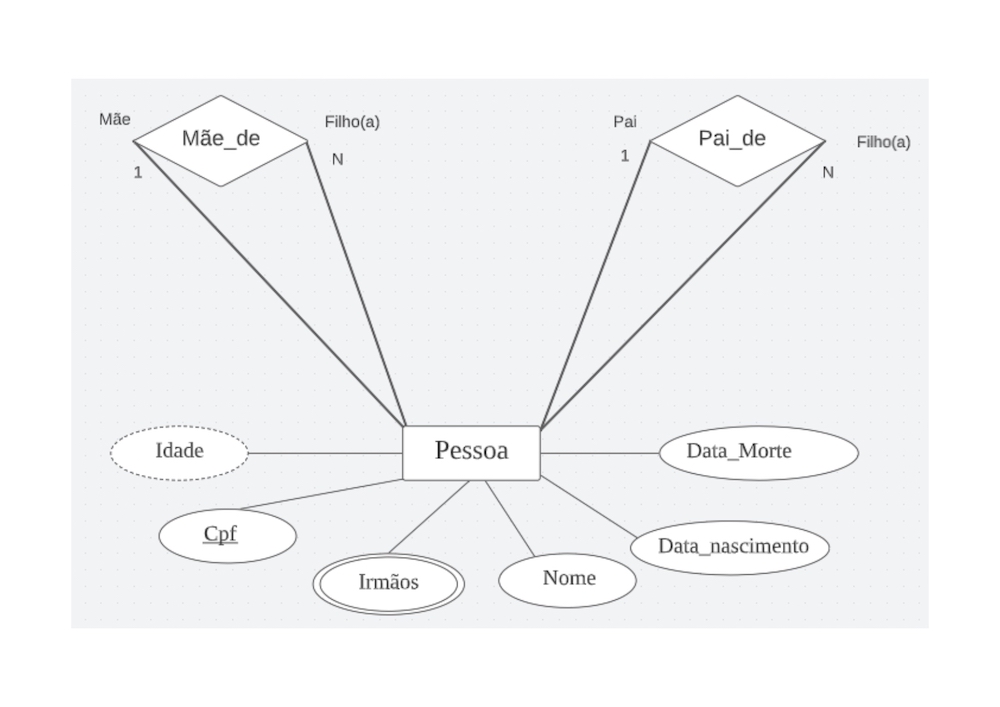 Mãe
Mãe_de
Filho(a)
1
N
Pai
Pai_de
Filho(a)
1
N
Idade
Pessoa
Data_Morte
Cpf
Data_nascimento
Irmãos
Nome